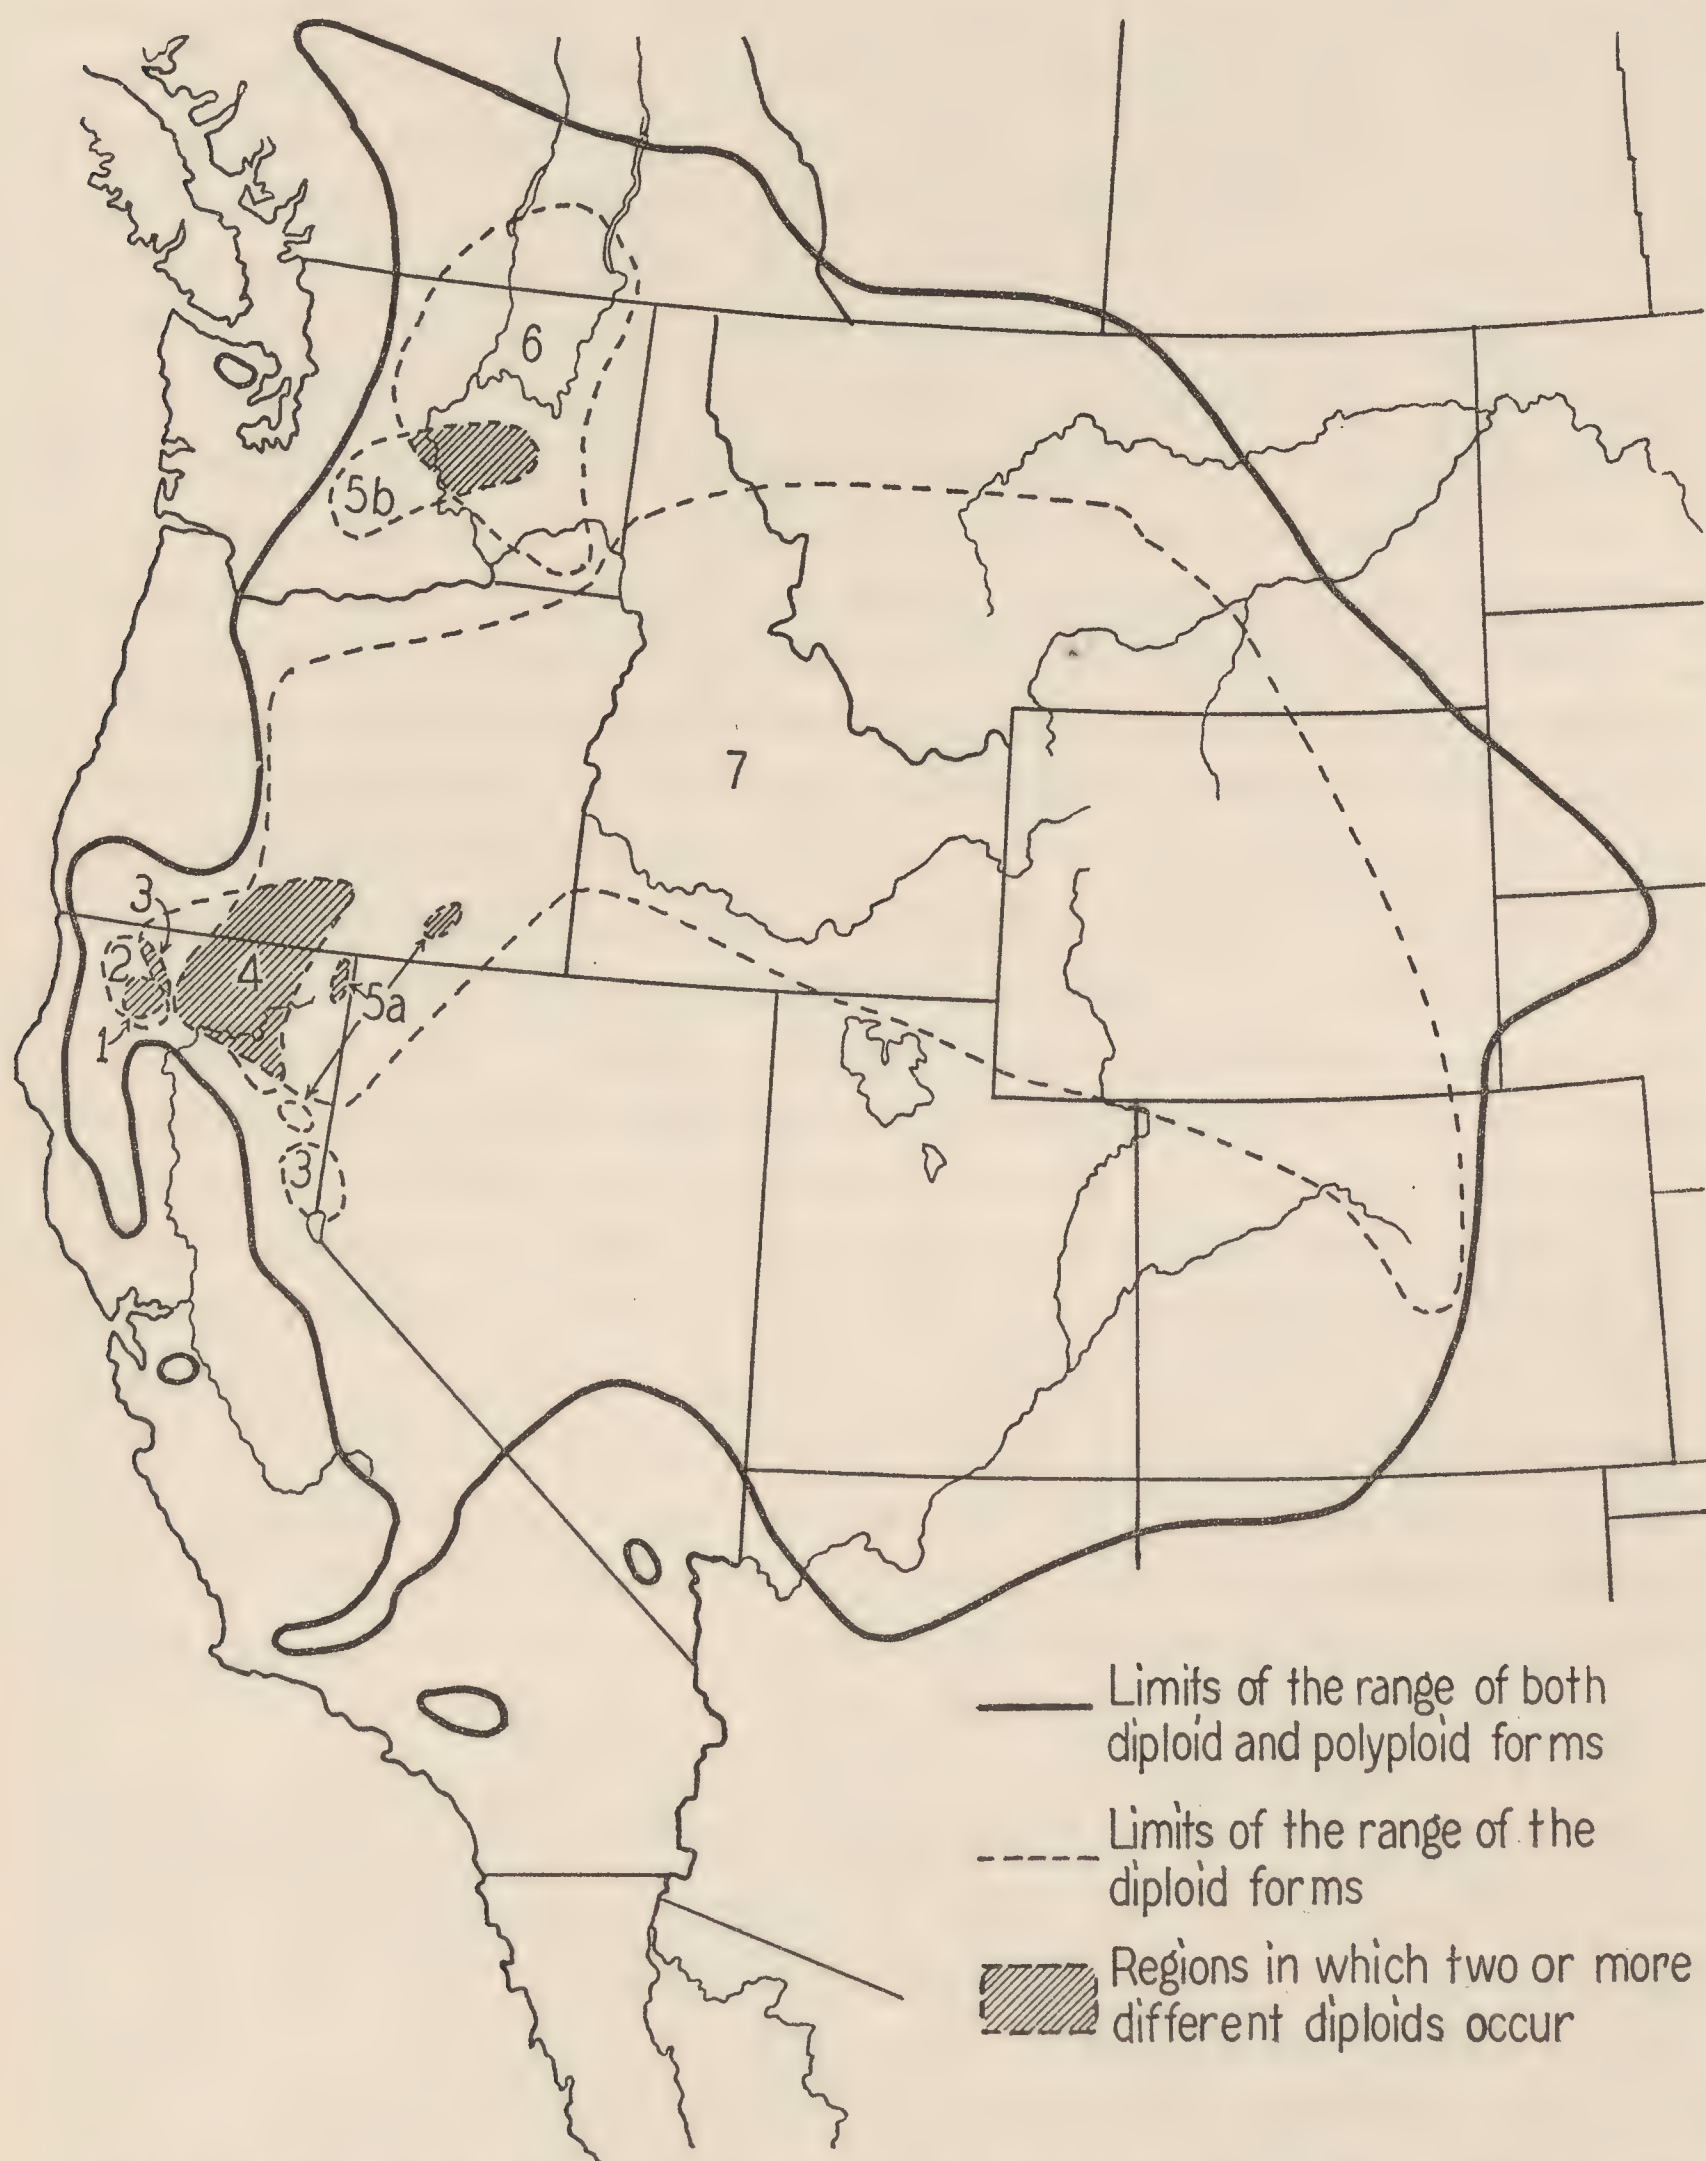 6
5b
7
3
2
4
5a
1
3
Limits of the range of both
diploid and polyploid forms
Limits of the range of the
diploid forms
Regions in which two or more
different diploids occur